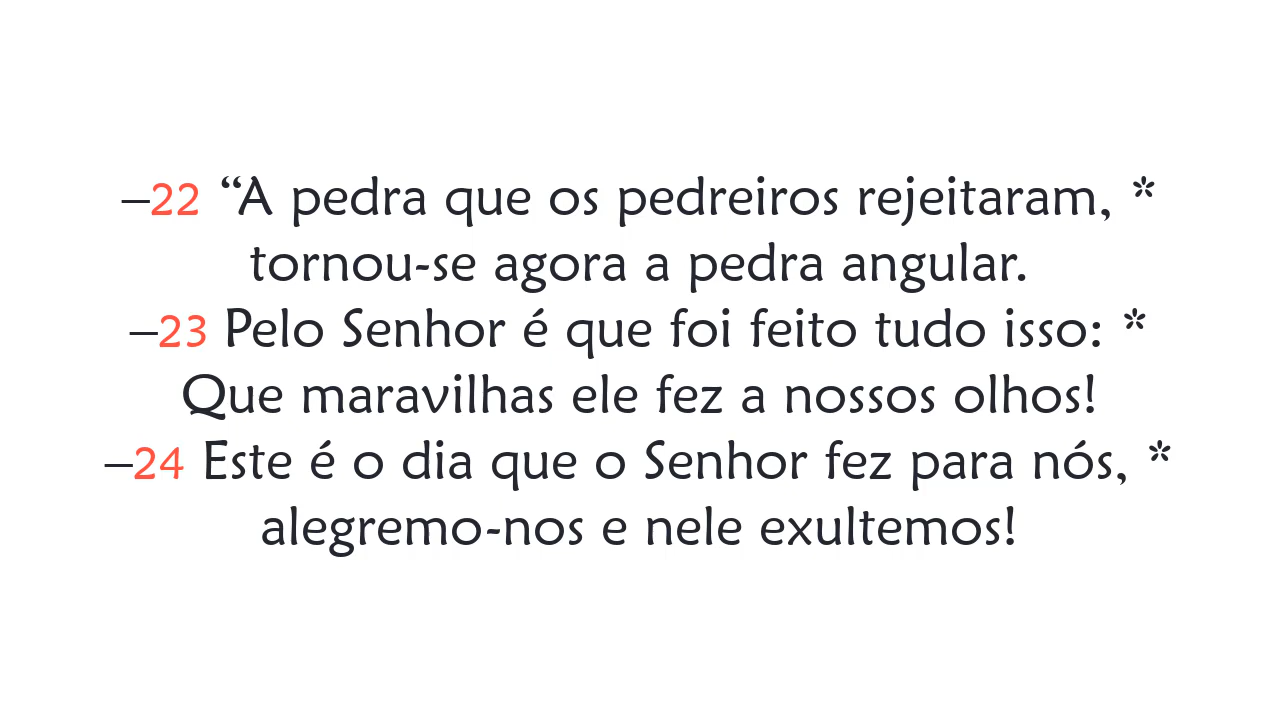 –22 “A pedra que os pedreiros rejeitaram, *
tornou-se agora a pedra angular.
–23 Pelo Senhor é que foi feito tudo isso: *
Que maravilhas ele fez a nossos olhos!
–24 Este é o dia que o Senhor fez para nós, *
alegremo-nos e nele exultemos!